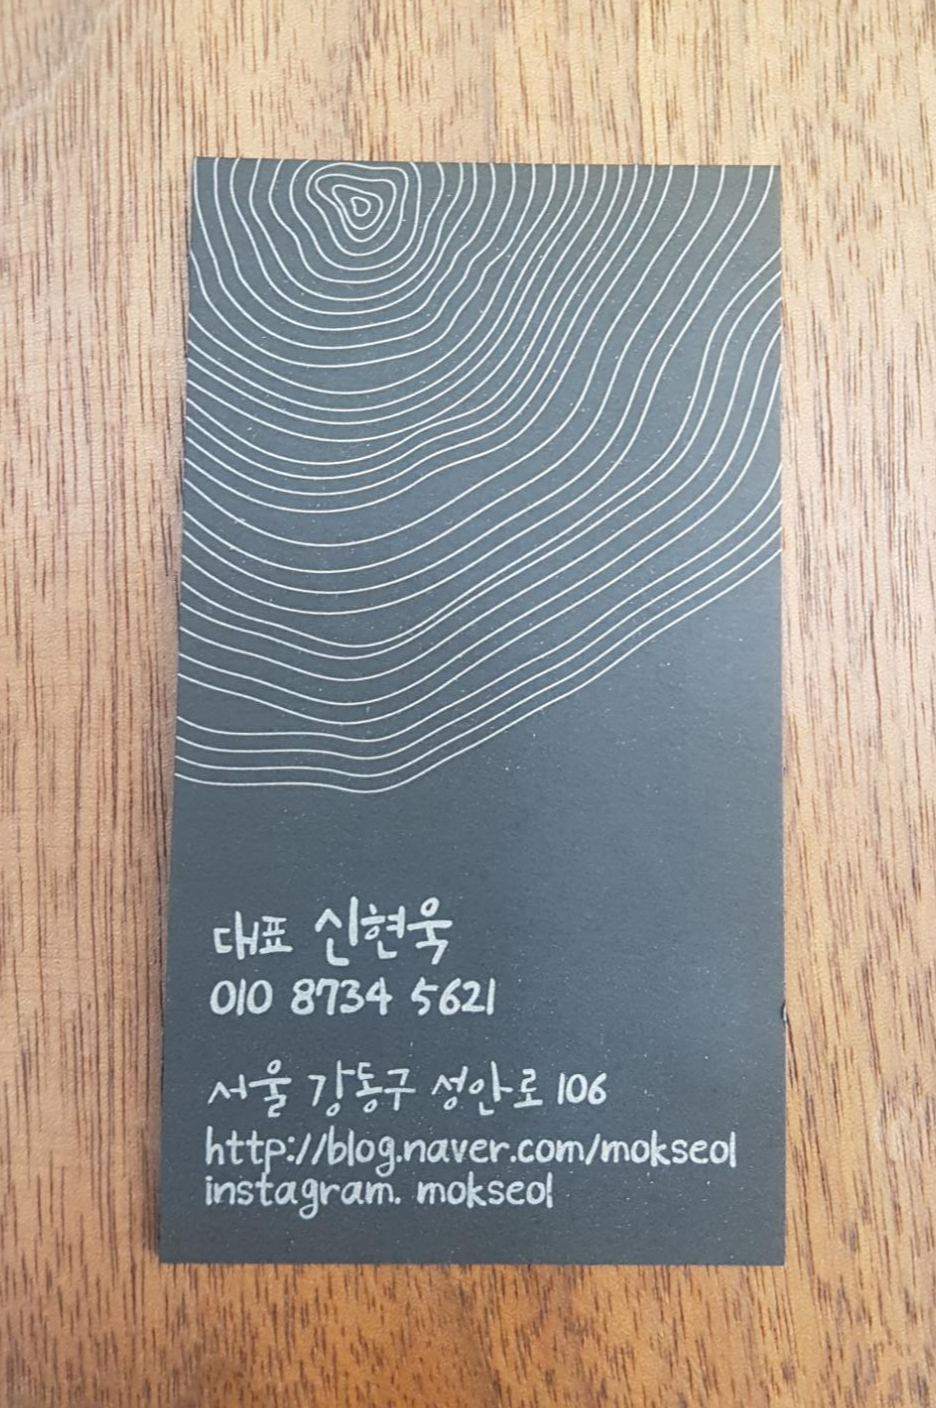 대표 신현욱
010 8734 5621
서울 강동구 성안로 106
http://blog.naver.com/mokseol
instagram. mokseol